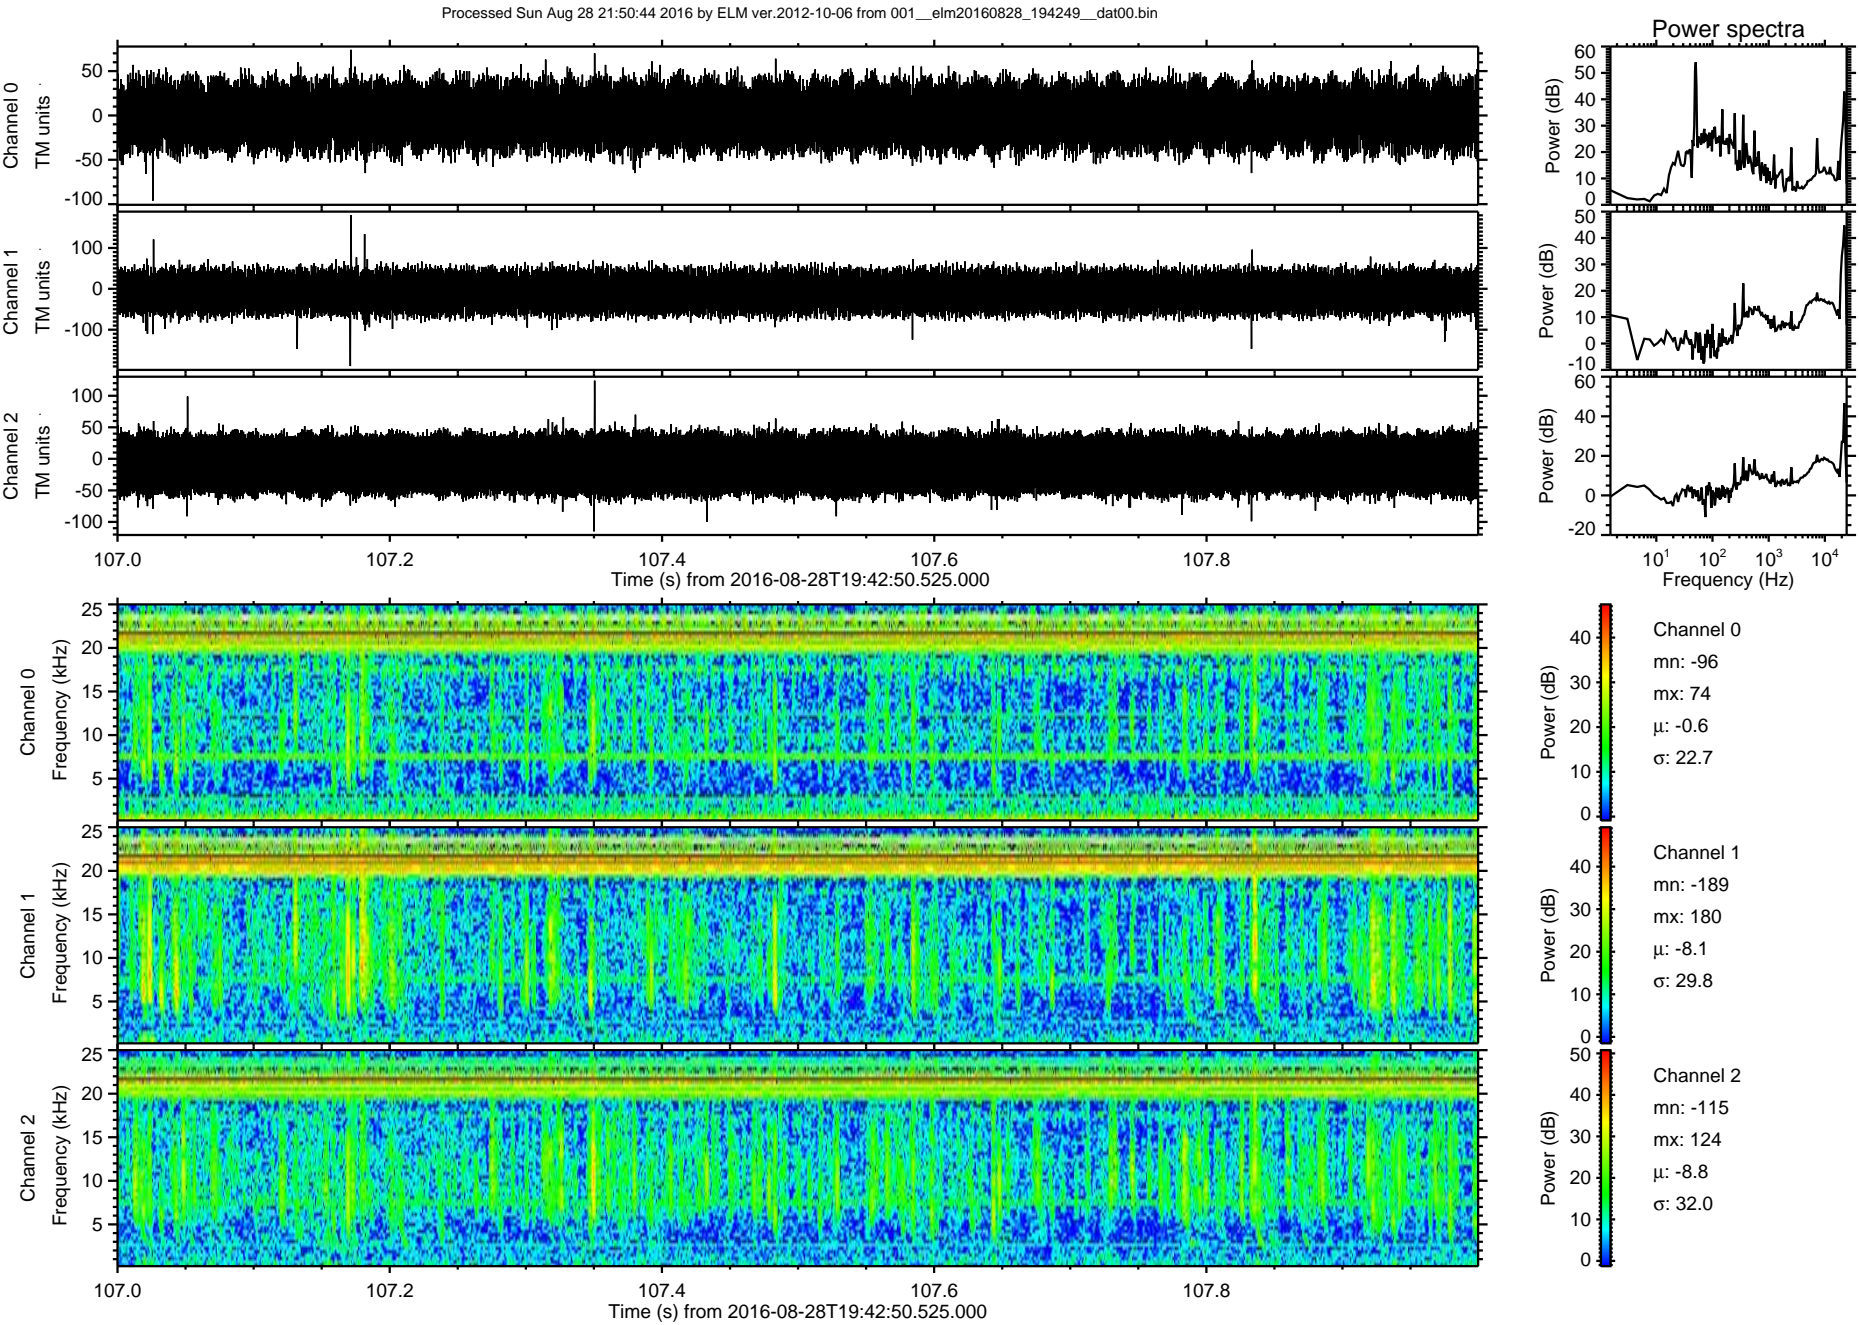 Processed Sun Aug 28 21:50:44 2016 by ELM ver.2012-10-06 from 001__elm20160828_194249__dat00.bin
Power spectra
Channel 0
TM units
50
0
-50
-100
Power (dB)
60
50
40
30
20
10
0
Channel 1
TM units
100
0
-100
Power (dB)
50
40
30
20
10
0
-10
Channel 2
TM units
100
50
0
-50
-100
Power (dB)
60
40
20
0
-20
107.0 107.2 107.4 107.6 107.8
Time (s) from 2016-08-28T19:42:50.525.000
10¹ 10² 10³ 10⁴
Frequency (Hz)
Channel 0
Frequency (kHz)
25
20
15
10
5
Power (dB)
40
30
20
10
0
Channel 0
mn: -96
mx: 74
μ: -0.6
σ: 22.7
Channel 1
Frequency (kHz)
25
20
15
10
5
Power (dB)
40
30
20
10
0
Channel 1
mn: -189
mx: 180
μ: -8.1
σ: 29.8
Channel 2
Frequency (kHz)
25
20
15
10
5
Power (dB)
50
40
30
20
10
0
Channel 2
mn: -115
mx: 124
μ: -8.8
σ: 32.0
107.0 107.2 107.4 107.6 107.8
Time (s) from 2016-08-28T19:42:50.525.000